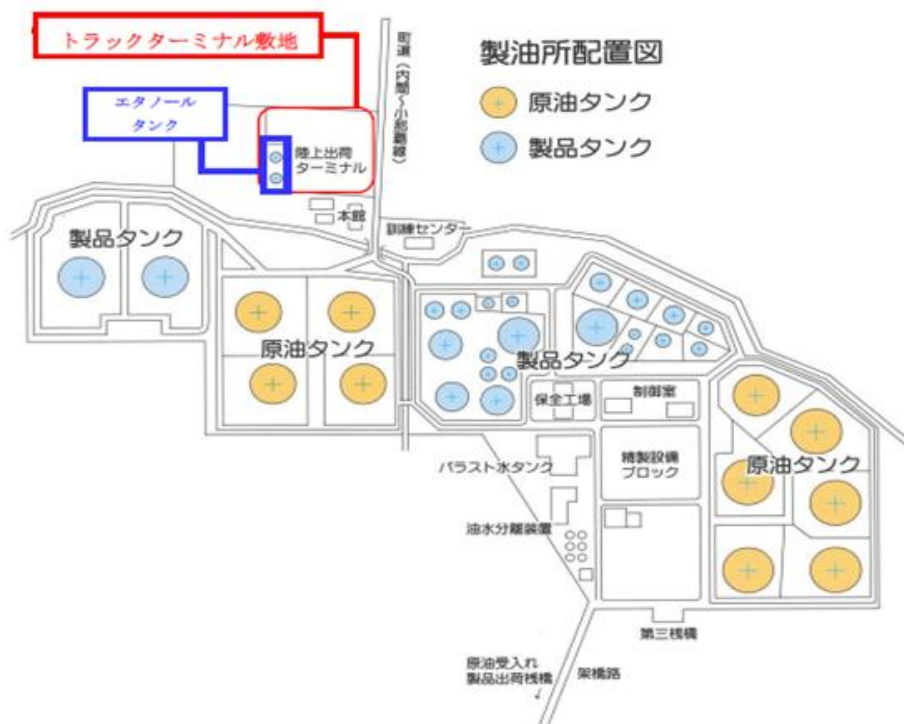 トラックターミナル敷地
エタノール
タンク
町道（内間～小那覇線）
製油所配置図
原油タンク
製品タンク
陸上出荷
ターミナル
本館
訓練センター
製品タンク
原油タンク
製品タンク
保全工場
制御室
バラスト水タンク
精製設備
ブロック
原油タンク
油水分離装置
第三桟橋
原油受入れ
製品出荷桟橋
架橋路